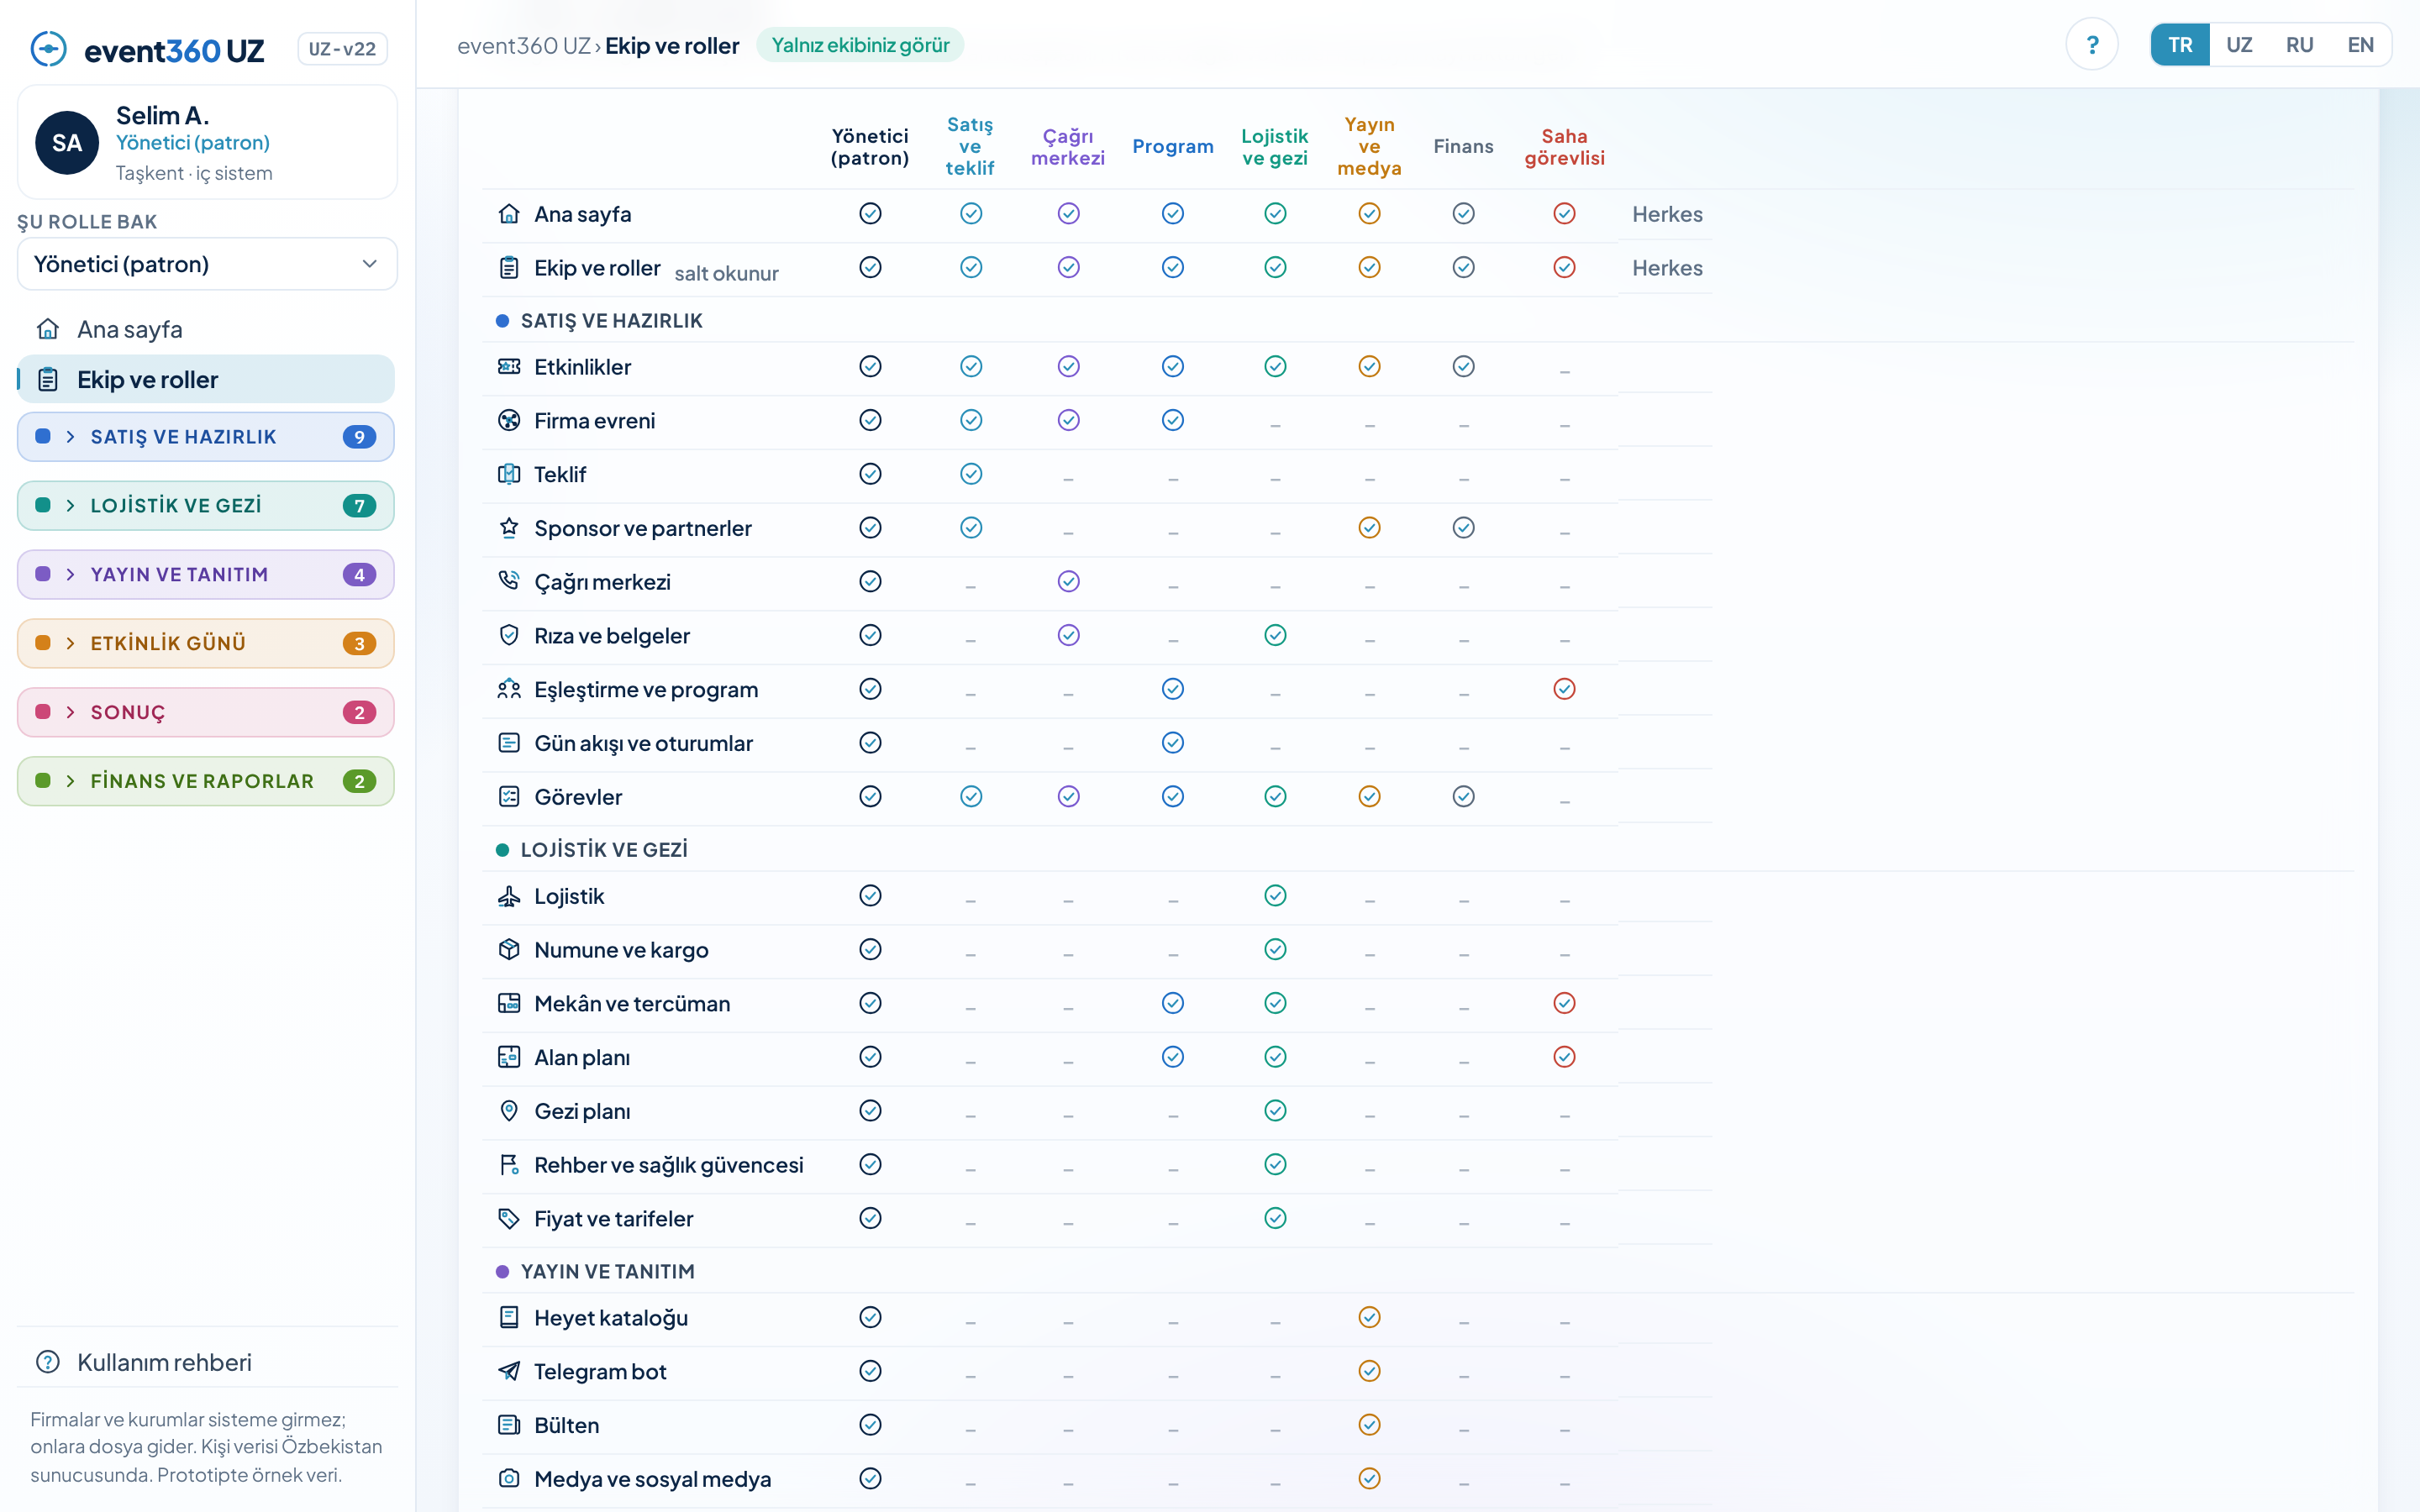 event360 UZ
UZ-v22
SA
Selim A.
Yönetici (patron)
Taşkent · iç sistem
ŞU ROLLE BAK
Yönetici (patron)
Ana sayfa
Ekip ve roller
SATIŞ VE HAZIRLIK 9
LOJİSTİK VE GEZİ 7
YAYIN VE TANITIM 4
ETKİNLİK GÜNÜ 3
SONUÇ 2
FİNANS VE RAPORLAR 2
Kullanım rehberi
Firmalar ve kurumlar sisteme girmez;
onlara dosya gider. Kişi verisi Özbekistan
sunucusunda. Prototipte örnek veri.
event360 UZ › Ekip ve roller
Yalnız ekibiniz görür
?
TR UZ RU EN
Yönetici
(patron)
Satış
ve
teklif
Çağrı
merkezi
Program
Lojistik
ve gezi
Yayın
ve
medya
Finans
Saha
görevlisi
Ana sayfa Herkes
Ekip ve roller salt okunur Herkes
SATIŞ VE HAZIRLIK
Etkinlikler –
Firma evreni – – – –
Teklif – – – – – –
Sponsor ve partnerler – – – –
Çağrı merkezi – – – – – –
Rıza ve belgeler – – – – –
Eşleştirme ve program – – – – –
Gün akışı ve oturumlar – – – – – –
Görevler –
LOJİSTİK VE GEZİ
Lojistik – – – – – –
Numune ve kargo – – – – – –
Mekân ve tercüman – – – –
Alan planı – – – –
Gezi planı – – – – – –
Rehber ve sağlık güvencesi – – – – – –
Fiyat ve tarifeler – – – – – –
YAYIN VE TANITIM
Heyet kataloğu – – – – – –
Telegram bot – – – – – –
Bülten – – – – – –
Medya ve sosyal medya – – – – – –